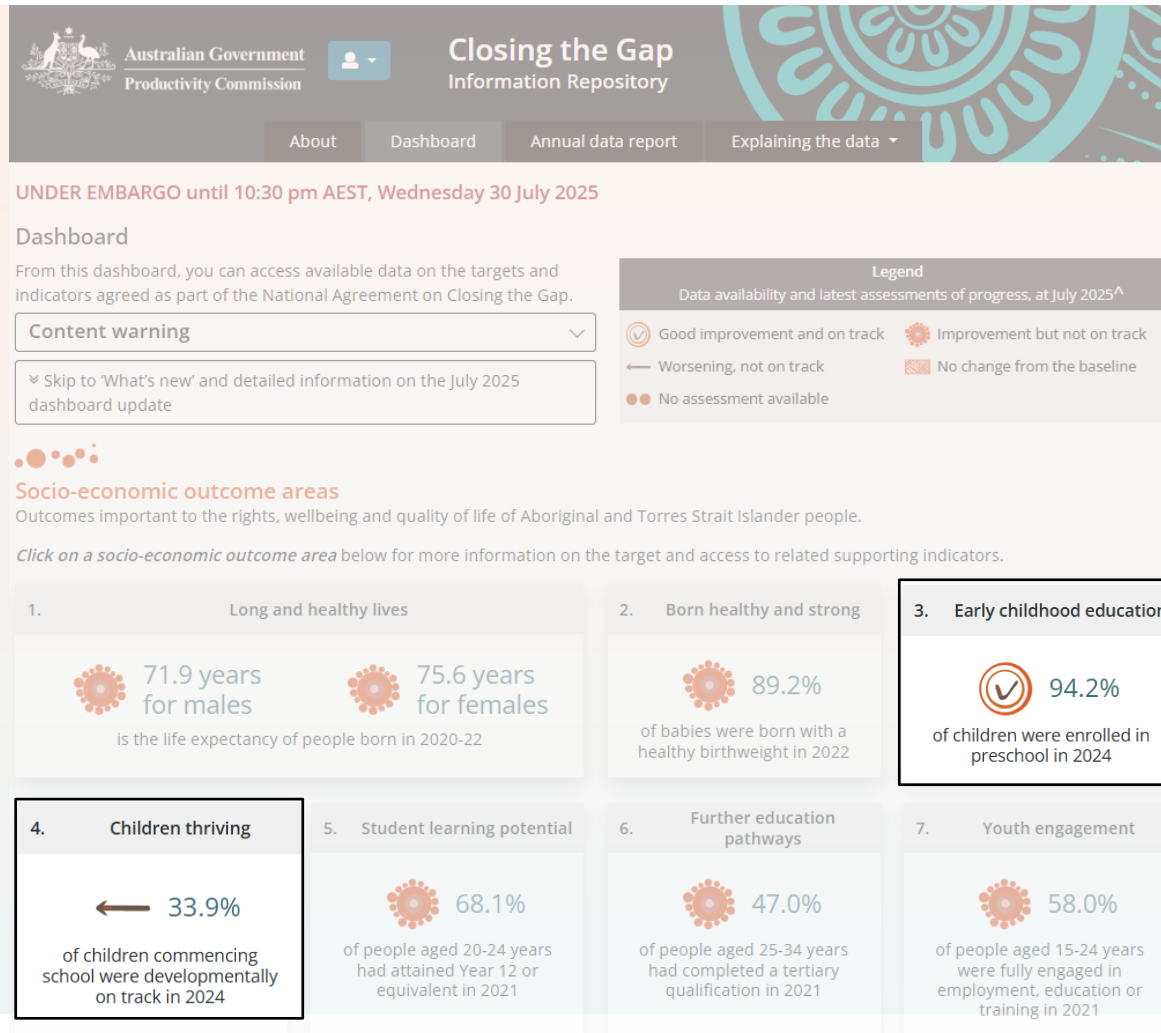 Australian Government
Productivity Commission
Closing the Gap
Information Repository
About
Dashboard
Annual data report
Explaining the data
UNDER EMBARGO until 10:30 pm AEST, Wednesday 30 July 2025
Dashboard
From this dashboard, you can access available data on the targets and
indicators agreed as part of the National Agreement on Closing the Gap.
Content warning
Skip to 'What's new' and detailed information on the July 2025
dashboard update
Legend
Data availability and latest assessments of progress, at July 2025^
Good improvement and on track
Improvement but not on track
Worsening, not on track
No change from the baseline
No assessment available
Socio-economic outcome areas
Outcomes important to the rights, wellbeing and quality of life of Aboriginal and Torres Strait Islander people.
Click on a socio-economic outcome area below for more information on the target and access to related supporting indicators.
1. Long and healthy lives
71.9 years
for males
75.6 years
for females
is the life expectancy of people born in 2020-22
2. Born healthy and strong
89.2%
of babies were born with a
healthy birthweight in 2022
3. Early childhood education
94.2%
of children were enrolled in
preschool in 2024
4. Children thriving
33.9%
of children commencing
school were developmentally
on track in 2024
5. Student learning potential
68.1%
of people aged 20-24 years
had attained Year 12 or
equivalent in 2021
6. Further education
pathways
47.0%
of people aged 25-34 years
had completed a tertiary
qualification in 2021
7. Youth engagement
58.0%
of people aged 15-24 years
were fully engaged in
employment, education or
training in 2021